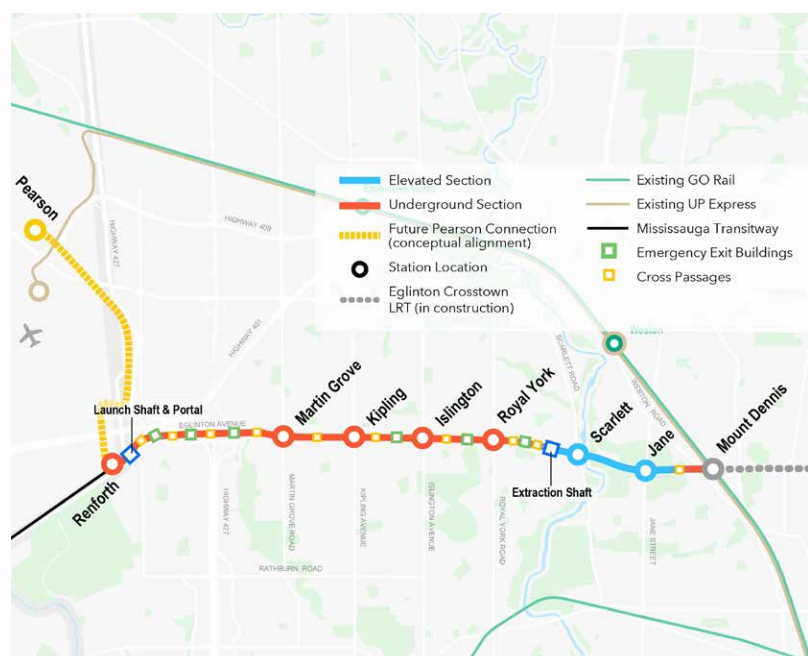 Elevated Section
Underground Section
Future Pearson Connection
(conceptual alignment)
Station Location
Eglinton Crosstown
LRT (in construction)
Existing GO Rail
Existing UP Express
Mississauga Transitway
Emergency Exit Buildings
Cross Passages
Pearson
HIGHWAY 427
HIGHWAY 409
HIGHWAY 401
SCARLETT ROAD
Weston
WESTON ROAD
Launch Shaft & Portal
EGLINTON AVENUE
Renforth
Martin Grove
Kipling
Islington
Royal York
Scarlett
Jane
Mount Dennis
Extraction Shaft
HIGHWAY 427
MARTIN GROVE ROAD
KIPLING AVENUE
ISLINGTON AVENUE
ROYAL YORK ROAD
JANE STREET
RATHBURN ROAD